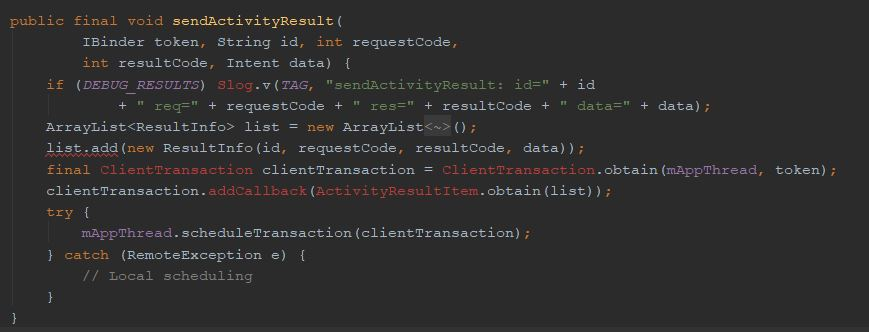 public final void sendActivityResult(
        IBinder token, String id, int requestCode,
        int resultCode, Intent data) {
    if (DEBUG_RESULTS) Slog.v(TAG, "sendActivityResult: id=" + id
            + " req=" + requestCode + " res=" + resultCode + " data=" + data);
    ArrayList<ResultInfo> list = new ArrayList<~>();
    list.add(new ResultInfo(id, requestCode, resultCode, data));
    final ClientTransaction clientTransaction = ClientTransaction.obtain(mAppThread, token);
    clientTransaction.addCallback(ActivityResultItem.obtain(list));
    try {
        mAppThread.scheduleTransaction(clientTransaction);
    } catch (RemoteException e) {
        // Local scheduling
    }
}